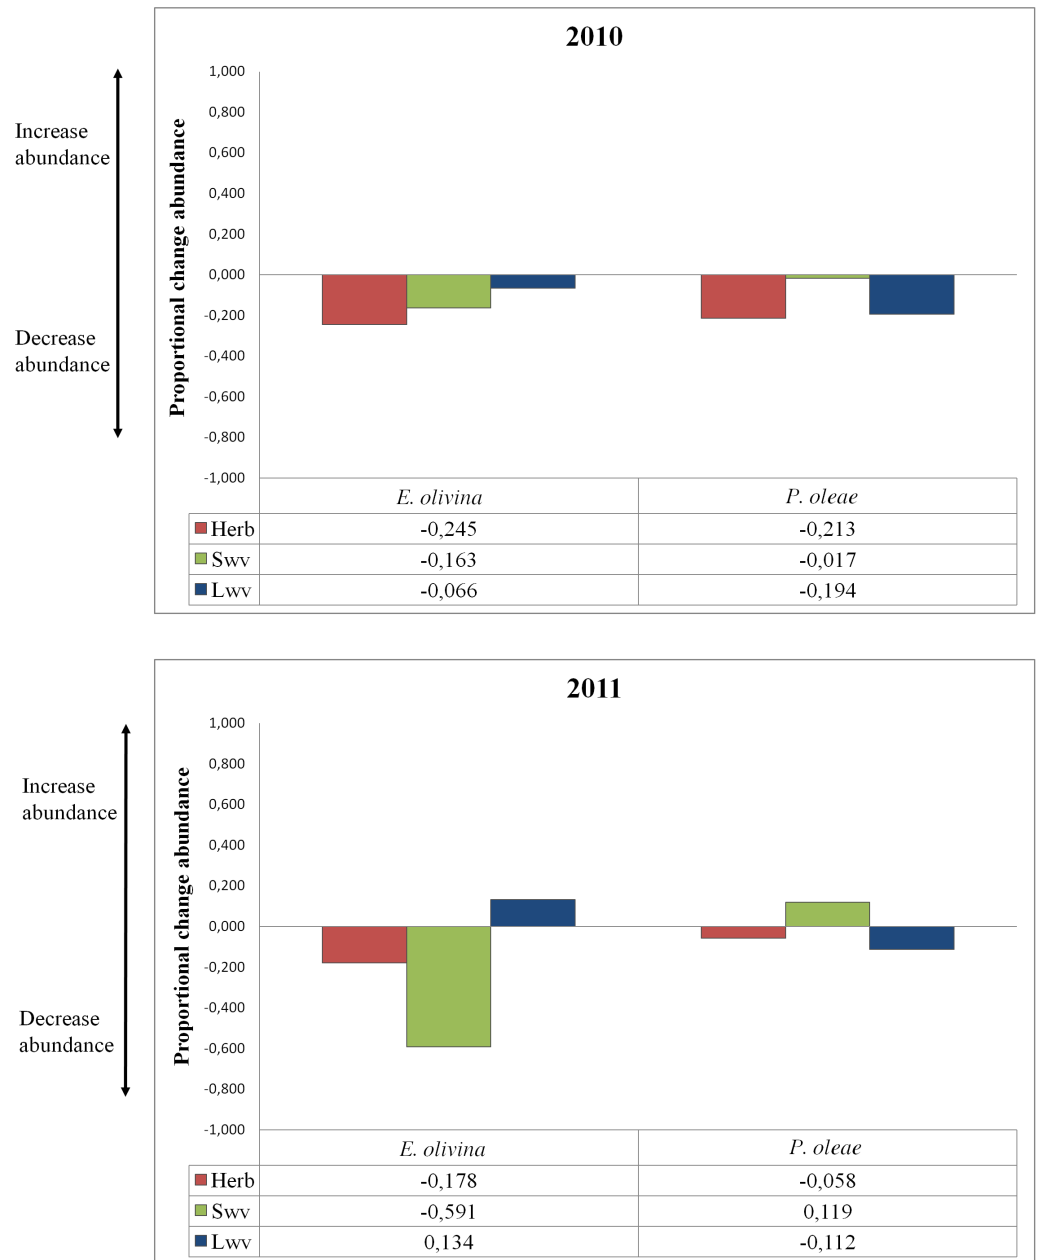 2010
Increase
abundance
Decrease
abundance
Proportional change abundance
1,000
0,800
0,600
0,400
0,200
0,000
-0,200
-0,400
-0,600
-0,800
-1,000
E. olivina P. oleae
Herb -0,245 -0,213
Swv -0,163 -0,017
Lwv -0,066 -0,194
2011
Increase
abundance
Decrease
abundance
Proportional change abundance
1,000
0,800
0,600
0,400
0,200
0,000
-0,200
-0,400
-0,600
-0,800
-1,000
E. olivina P. oleae
Herb -0,178 -0,058
Swv -0,591 0,119
Lwv 0,134 -0,112